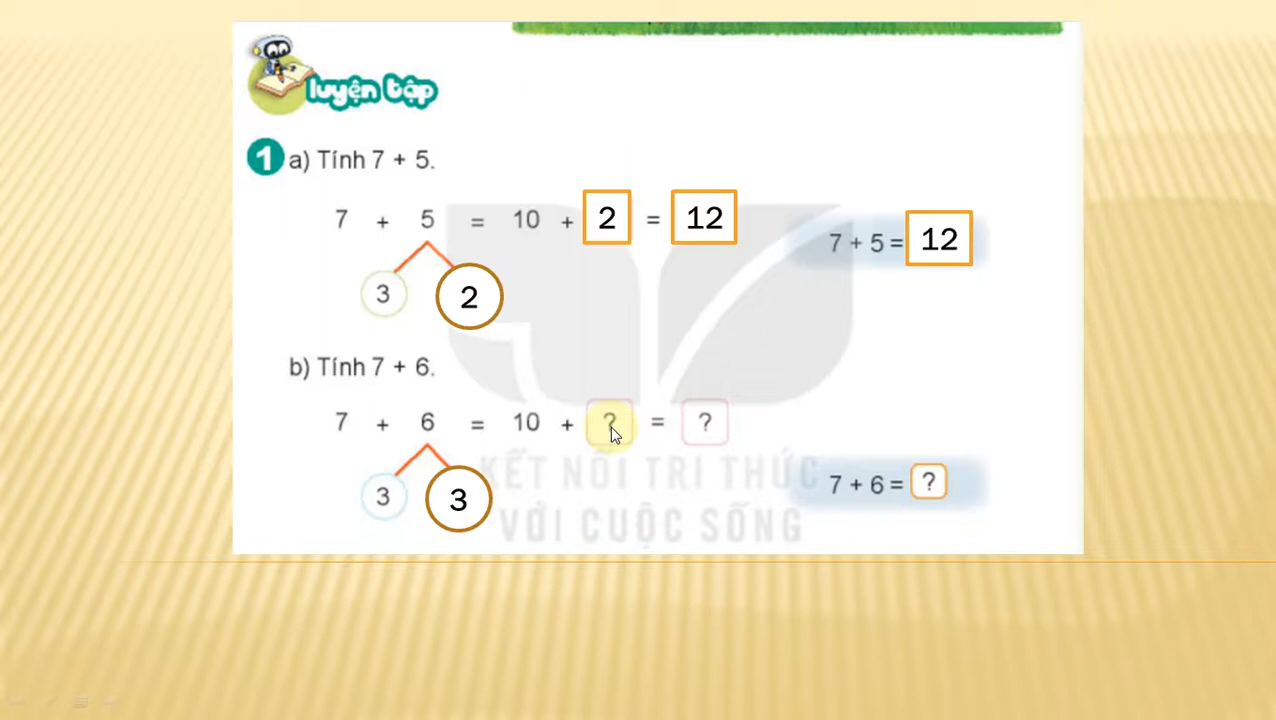 luyện tập
1 a) Tính 7 + 5.
7 + 5 = 10 + 2 = 12
7 + 5 = 12
3 2
b) Tính 7 + 6.
7 + 6 = 10 + ? = ?
3 3
7 + 6 = ?
KẾT NỐI TRI THỨC
VỚI CUỘC SỐNG